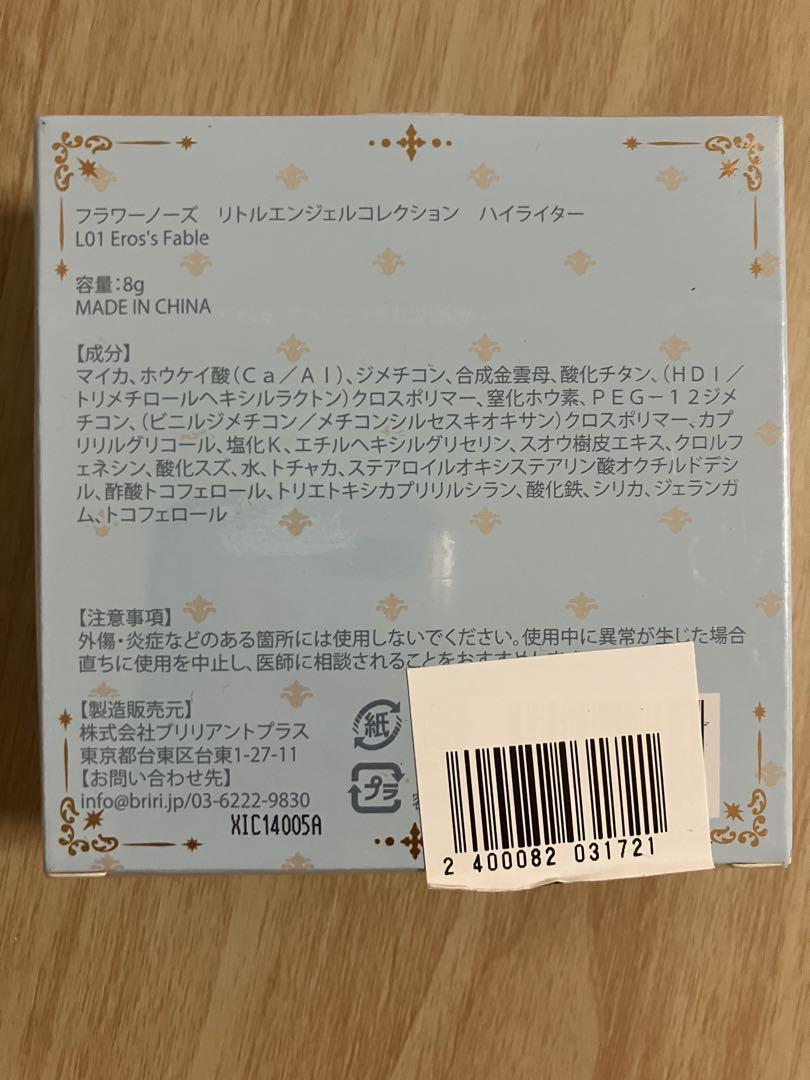 フラワーノーズ　リトルエンジェルコレクション　ハイライター
L01 Eros's Fable
容量：8g
MADE IN CHINA
【成分】
マイカ、ホウケイ酸（Ｃａ／Ａｌ）、ジメチコン、合成金雲母、酸化チタン、（ＨＤＩ／
トリメチロールヘキシルラクトン）クロスポリマー、窒化ホウ素、ＰＥＧ－１２ジメ
チコン、（ビニルジメチコン／メチコンシルセスキオキサン）クロスポリマー、カプ
リリルグリコール、塩化Ｋ、エチルヘキシルグリセリン、スオウ樹皮エキス、クロルフ
ェネシン、酸化スズ、水、トチャカ、ステアロイルオキシステアリン酸オクチルドデシ
ル、酢酸トコフェロール、トリエトキシカプリリルシラン、酸化鉄、シリカ、ジェランガ
ム、トコフェロール
【注意事項】
外傷・炎症などのある箇所には使用しないでください。使用中に異常が生じた場合
直ちに使用を中止し、医師に相談されることをおすすめします
【製造販売元】
株式会社ブリリアントプラス
東京都台東区台東1-27-11
【お問い合わせ先】
info@briri.jp/03-6222-9830
XIC14005A
紙
プラ
2 400082 031721